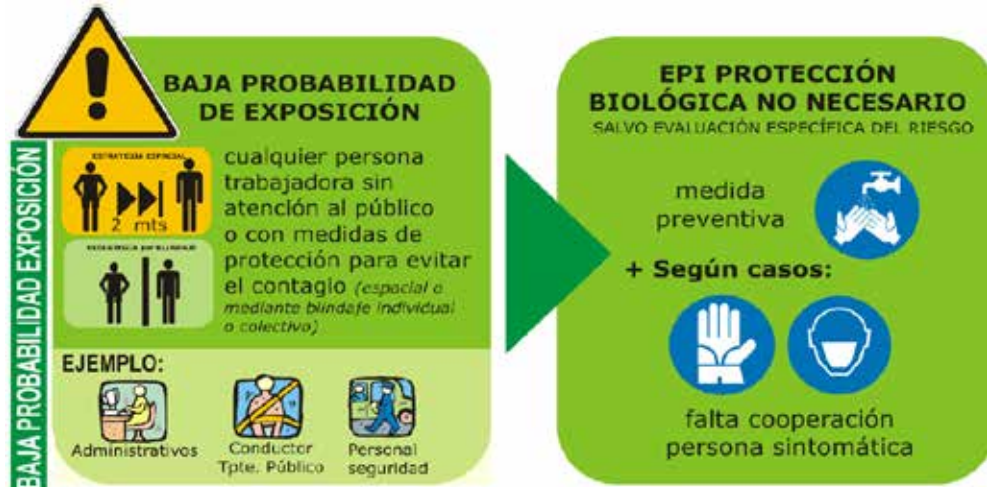 BAJA PROBABILIDAD EXPOSICIÓN
BAJA PROBABILIDAD
DE EXPOSICIÓN
ESTRATEGIA ESPACIAL
2 mts
cualquier persona
trabajadora sin
atención al público
o con medidas de
protección para evitar
el contagio (espacial o
mediante blindaje individual
o colectivo)
EJEMPLO:
Administrativos
Conductor
Tpte. Público
Personal
seguridad
EPI PROTECCIÓN
BIOLÓGICA NO NECESARIO
SALVO EVALUACIÓN ESPECÍFICA DEL RIESGO
medida
preventiva
+ Según casos:
falta cooperación
persona sintomática